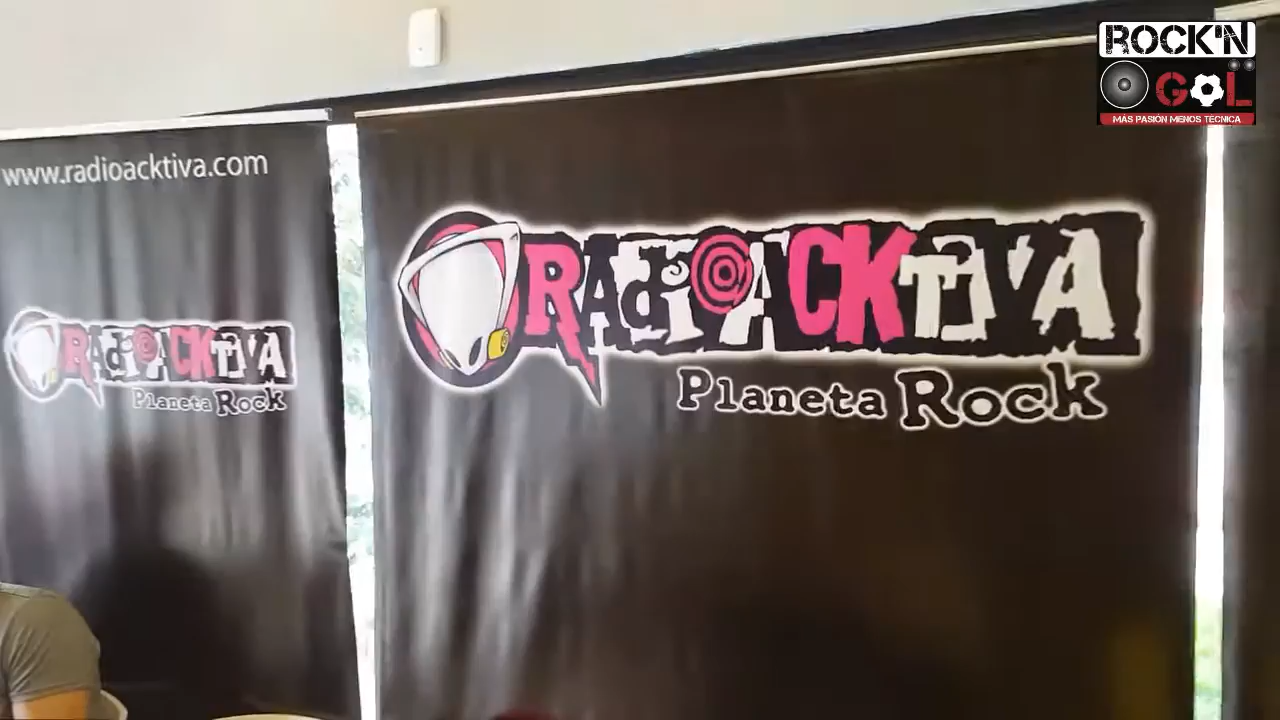 ROCK'N
GOL
MÁS PASIÓN MENOS TÉCNICA
www.radioacktiva.com
RAdiOACKTIVA
Planeta Rock
RAdiOACKTIVA
Planeta Rock